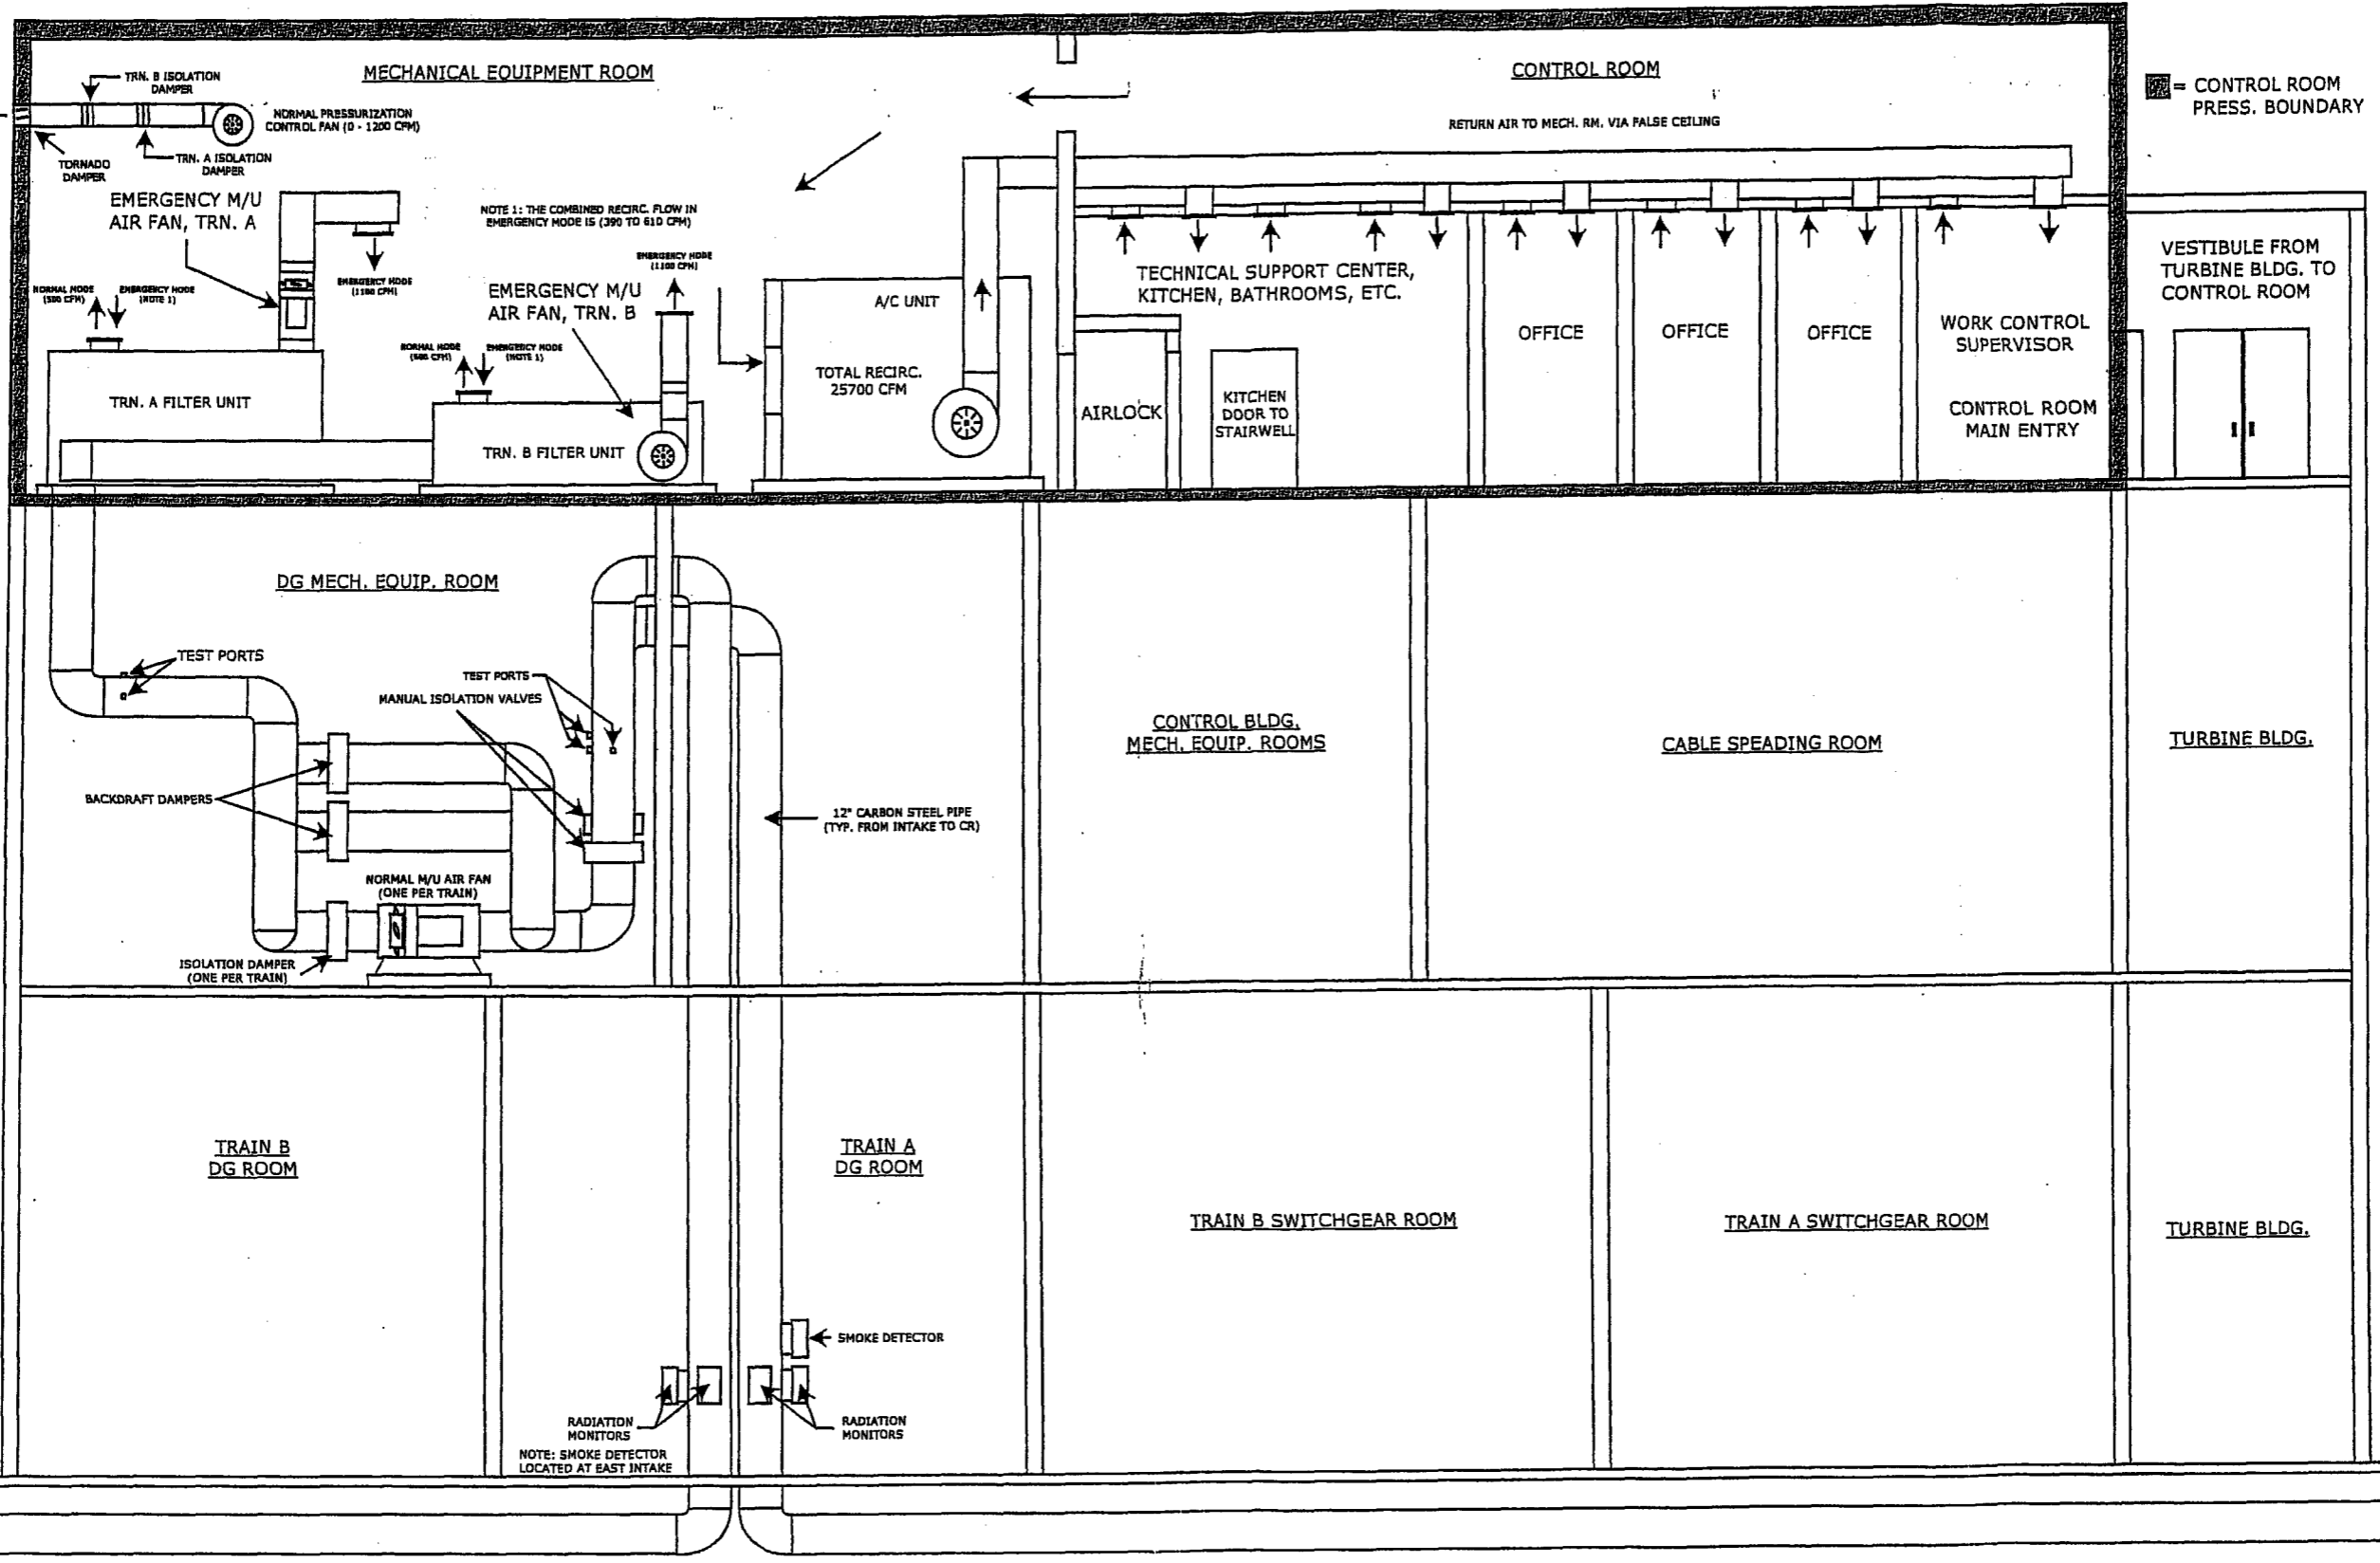 MECHANICAL EQUIPMENT ROOM
CONTROL ROOM
= CONTROL ROOM
PRESS. BOUNDARY
TRN. B ISOLATION
DAMPER
NORMAL PRESSURIZATION
CONTROL FAN (0 - 1200 CFM)
RETURN AIR TO MECH. RM. VIA FALSE CEILING
TORNADO
DAMPER
TRN. A ISOLATION
DAMPER
EMERGENCY M/U
AIR FAN, TRN. A
NOTE 1: THE COMBINED RECIRC. FLOW IN
EMERGENCY MODE IS (390 TO 610 CFM)
NORMAL MODE
(500 CFM)
EMERGENCY MODE
(NOTE 1)
EMERGENCY MODE
(1100 CFM)
EMERGENCY MODE
(1100 CFM)
EMERGENCY M/U
AIR FAN, TRN. B
NORMAL MODE
(500 CFM)
EMERGENCY MODE
(NOTE 1)
A/C UNIT
TOTAL RECIRC.
25700 CFM
TECHNICAL SUPPORT CENTER,
KITCHEN, BATHROOMS, ETC.
VESTIBULE FROM
TURBINE BLDG. TO
CONTROL ROOM
OFFICE
OFFICE
OFFICE
WORK CONTROL
SUPERVISOR
CONTROL ROOM
MAIN ENTRY
TRN. A FILTER UNIT
TRN. B FILTER UNIT
AIRLOCK
KITCHEN
DOOR TO
STAIRWELL
DG MECH. EQUIP. ROOM
TEST PORTS
TEST PORTS
MANUAL ISOLATION VALVES
BACKDRAFT DAMPERS
12" CARBON STEEL PIPE
(TYP. FROM INTAKE TO CR)
NORMAL M/U AIR FAN
(ONE PER TRAIN)
ISOLATION DAMPER
(ONE PER TRAIN)
CONTROL BLDG.
MECH. EQUIP. ROOMS
CABLE SPEADING ROOM
TURBINE BLDG.
TRAIN B
DG ROOM
TRAIN A
DG ROOM
TRAIN B SWITCHGEAR ROOM
TRAIN A SWITCHGEAR ROOM
TURBINE BLDG.
SMOKE DETECTOR
RADIATION
MONITORS
RADIATION
MONITORS
NOTE: SMOKE DETECTOR
LOCATED AT EAST INTAKE